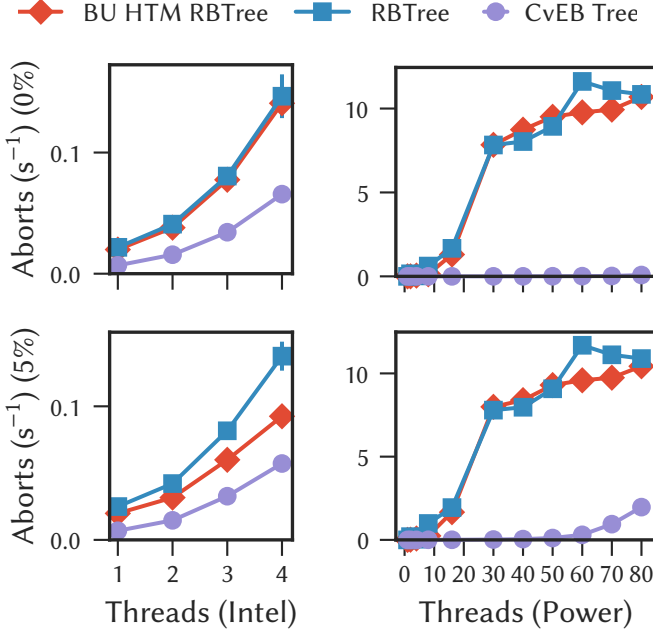 BU HTM RBTree RBTree CvEB Tree
Aborts (s⁻¹) (0%)
0.1
0.0
10
5
0
Aborts (s⁻¹) (5%)
0.1
0.0
10
5
0
1 2 3 4
0 10 20 30 40 50 60 70 80
Threads (Intel) Threads (Power)